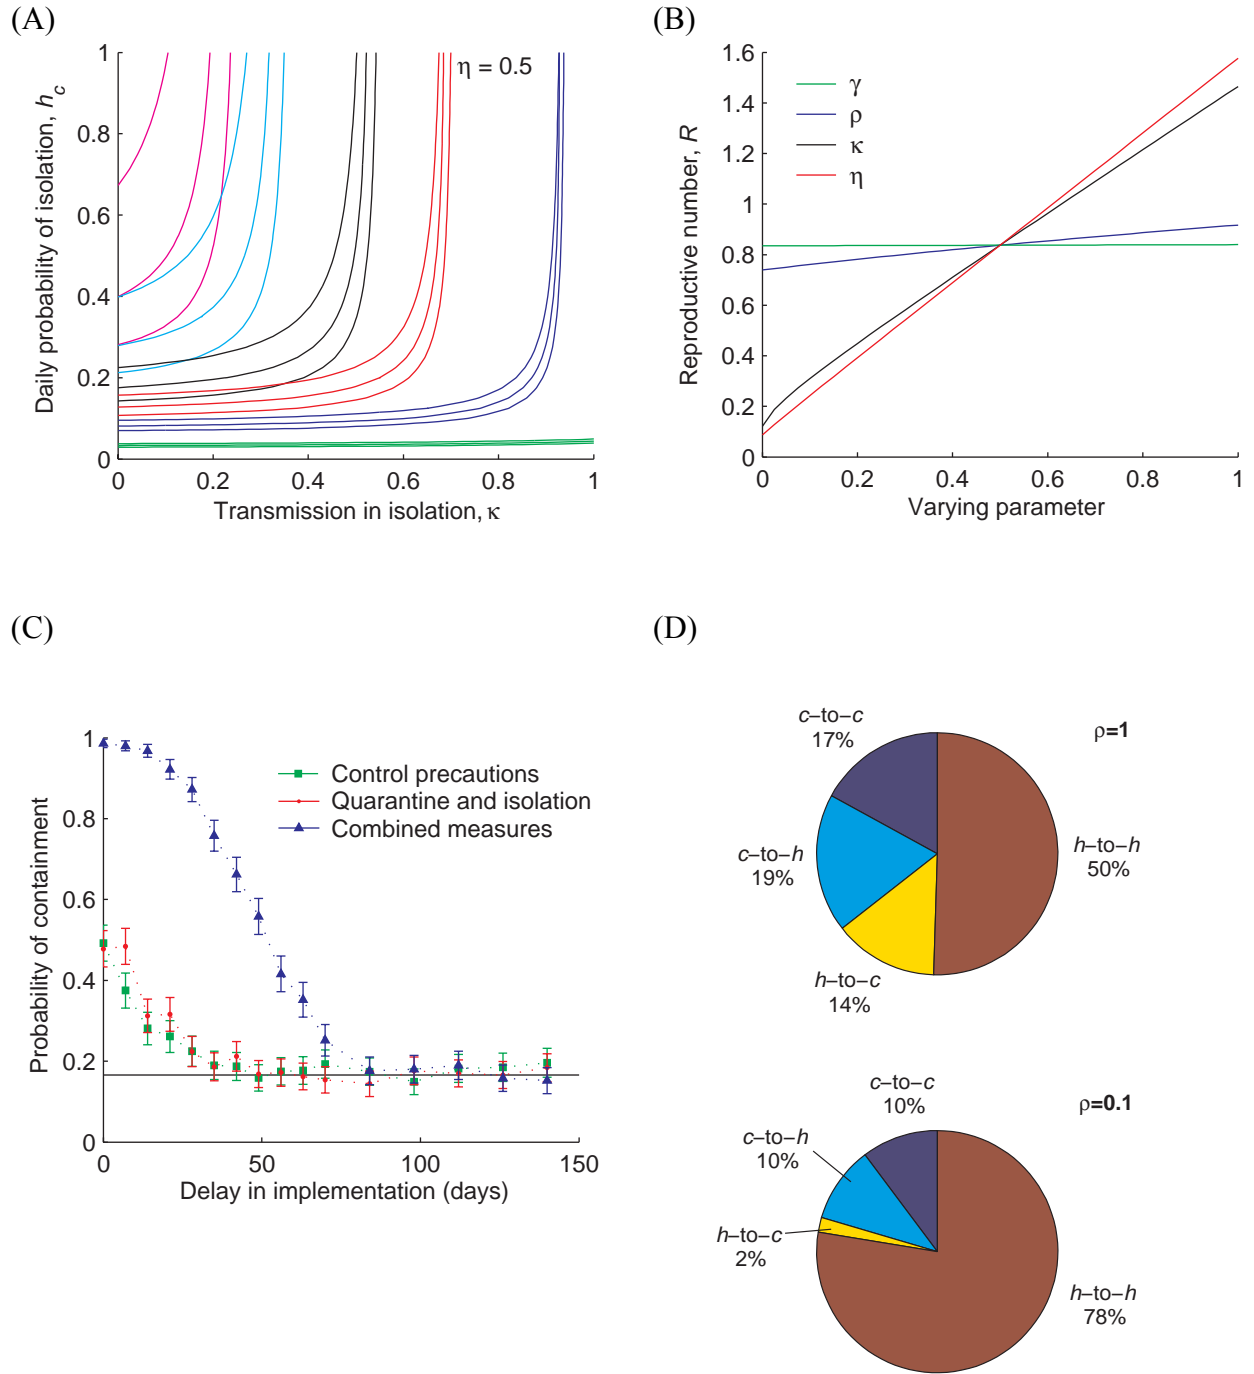 (A)
η = 0.5
Daily probability of isolation, h_c
1
0.8
0.6
0.4
0.2
0
0 0.2 0.4 0.6 0.8 1
Transmission in isolation, κ
(B)
Reproductive number, R
1.6
1.4
1.2
1
0.8
0.6
0.4
0.2
0
γ
ρ
κ
η
0 0.2 0.4 0.6 0.8 1
Varying parameter
(C)
Probability of containment
1
0.8
0.6
0.4
0.2
0
Control precautions
Quarantine and isolation
Combined measures
0 50 100 150
Delay in implementation (days)
(D)
ρ=1
c–to–c
17%
c–to–h
19%
h–to–c
14%
h–to–h
50%
ρ=0.1
c–to–c
10%
c–to–h
10%
h–to–c
2%
h–to–h
78%